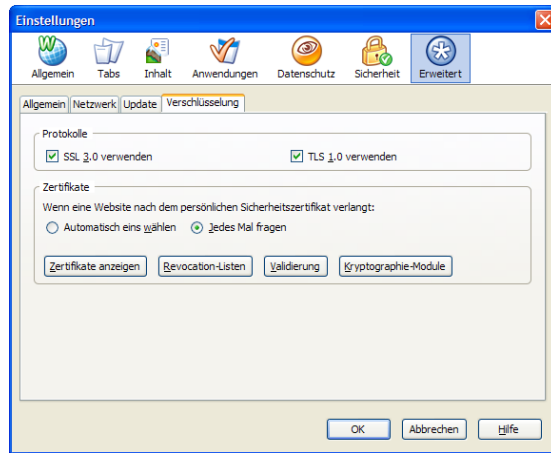 Einstellungen
Allgemein Tabs Inhalt Anwendungen Datenschutz Sicherheit Erweitert
Allgemein Netzwerk Update Verschlüsselung
Protokolle
SSL 3.0 verwenden TLS 1.0 verwenden
Zertifikate
Wenn eine Website nach dem persönlichen Sicherheitszertifikat verlangt:
Automatisch eins wählen Jedes Mal fragen
Zertifikate anzeigen Revocation-Listen Validierung Kryptographie-Module
OK Abbrechen Hilfe